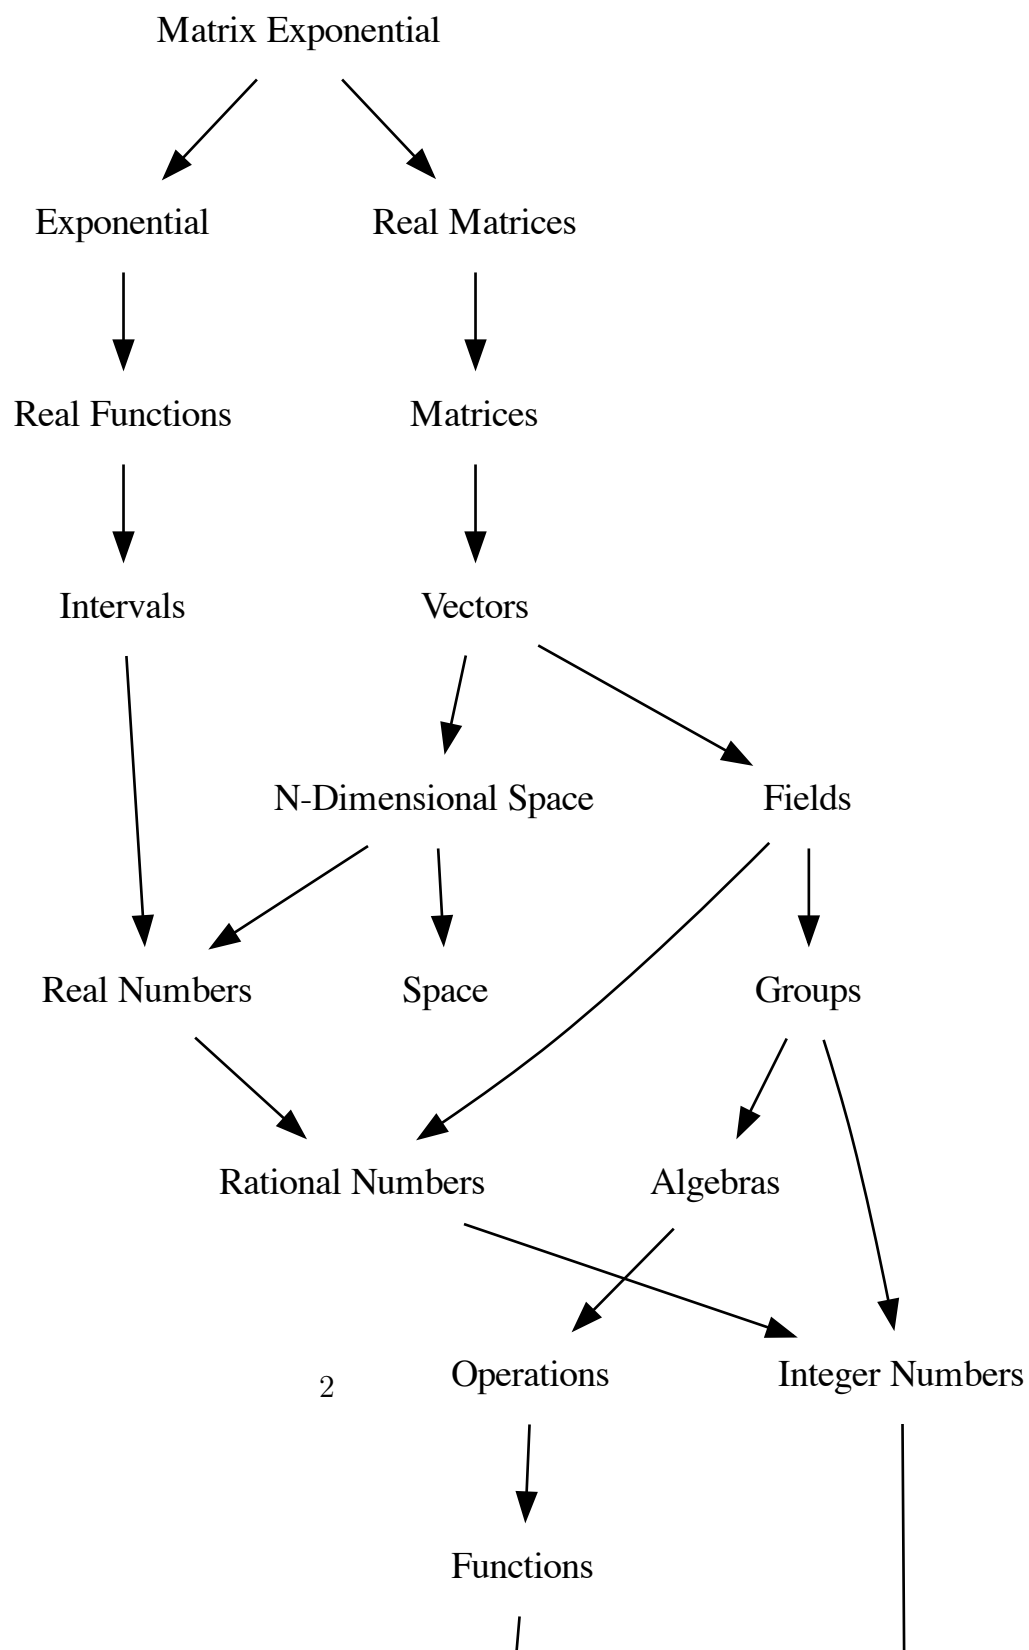 Matrix Exponential
Exponential
Real Matrices
Real Functions
Matrices
Intervals
Vectors
N-Dimensional Space
Fields
Real Numbers
Space
Groups
Rational Numbers
Algebras
Operations
Integer Numbers
2
Functions